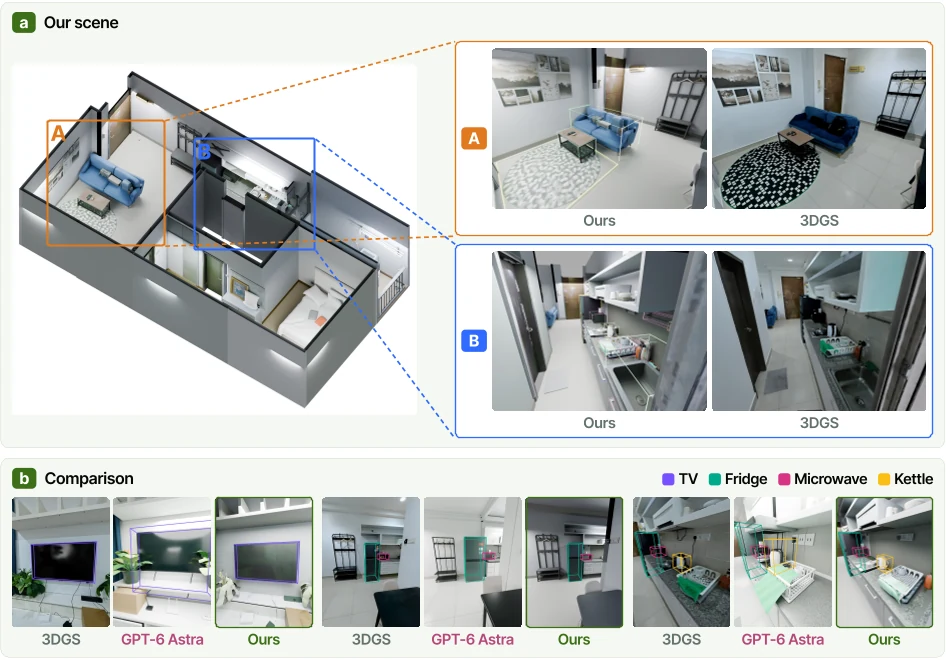 a Our scene
A
B
A
Ours
3DGS
B
Ours
3DGS
b Comparison
TV Fridge Microwave Kettle
3DGS GPT-6 Astra Ours 3DGS GPT-6 Astra Ours 3DGS GPT-6 Astra Ours